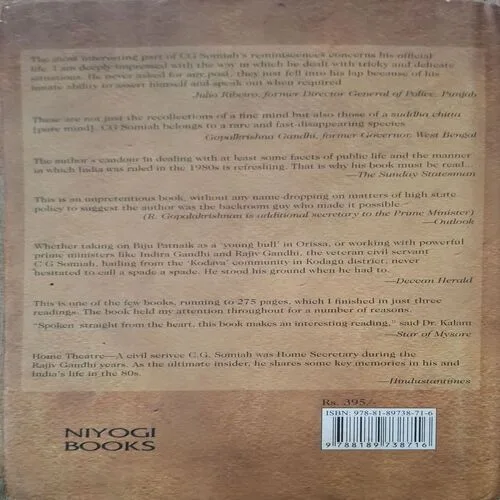 The most interesting part of CG Somiah's reminiscences concerns his official
life. I am deeply impressed with the way in which he dealt with tricky and delicate
situations. He never asked for any post, they just fell into his lap because of his
innate ability to assert himself and speak out when required
—Julio Ribeiro, former Director General of Police, Punjab
These are not just the recollections of a fine mind but also those of a suddha chitta
[pure mind]. CG Somiah belongs to a rare and fast-disappearing species
Gopalkrishna Gandhi, former Governor, West Bengal
The author's candour in dealing with at least some facets of public life and the manner
in which India was ruled in the 1980s is refreshing. That is why his book must be read...
—The Sunday Statesman
This is an unpretentious book, without any name-dropping on matters of high state
policy to suggest the author was the backroom guy who made it possible.
(R. Gopalakrishnan is additional secretary to the Prime Minister)
—Outlook
Whether taking on Biju Patnaik as a 'young bull' in Orissa, or working with powerful
prime ministers like Indira Gandhi and Rajiv Gandhi, the veteran civil servant
C G Somiah, hailing from the 'Kodava' community in Kodagu district, never
hesitated to call a spade a spade. He stood his ground when he had to.
—Deccan Herald
This is one of the few books, running to 275 pages, which I finished in just three
readings. The book held my attention throughout for a number of reasons.
"Spoken straight from the heart, this book makes an interesting reading," said Dr. Kalam
—Star of Mysore
Home Theatre—A civil serivce C.G. Somiah was Home Secretary during the
Rajiv Gandhi years. As the ultimate insider, he shares some key memories in his and
India's life in the 80s.
—Hindustantimes
Rs. 395/-
ISBN: 978-81-89738-71-6
9 788189 738716
NIYOGI
BOOKS